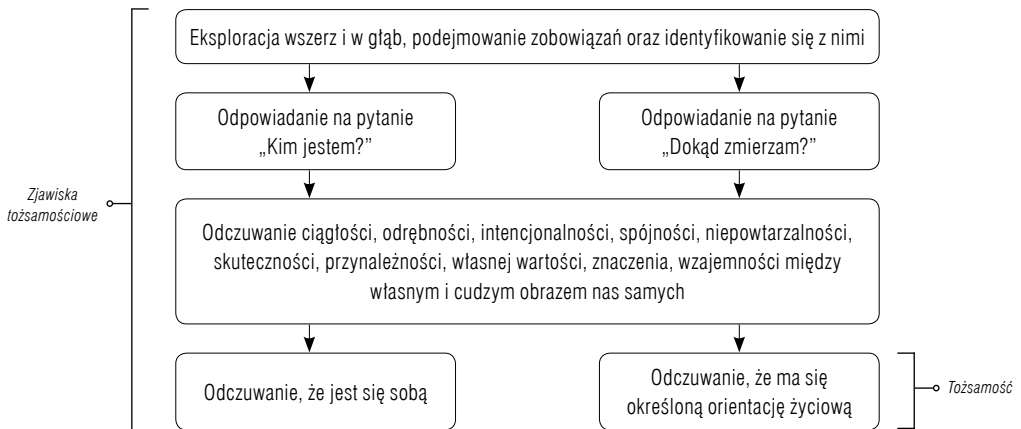 Eksploracja wszerz i w głąb, podejmowanie zobowiązań oraz identyfikowanie się z nimi
Odpowiadanie na pytanie
„Kim jestem?”
Odpowiadanie na pytanie
„Dokąd zmierzam?”
Zjawiska
tożsamościowe
Odczuwanie ciągłości, odrębności, intencjonalności, spójności, niepowtarzalności,
skuteczności, przynależności, własnej wartości, znaczenia, wzajemności między
własnym i cudzym obrazem nas samych
Odczuwanie, że jest się sobą
Odczuwanie, że ma się
określoną orientację życiową
Tożsamość